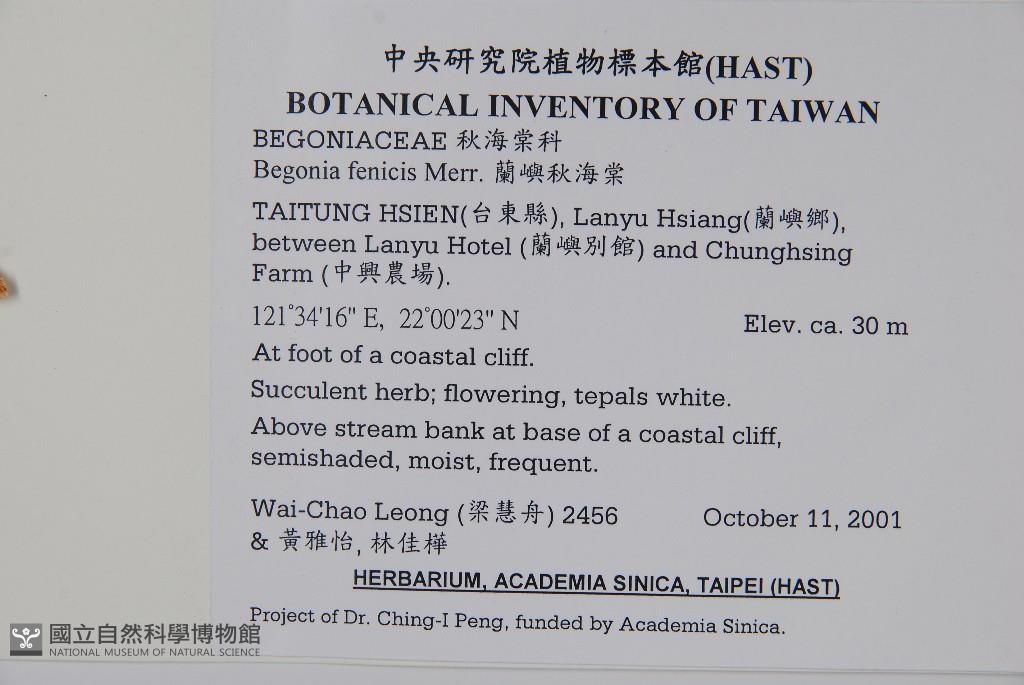 中央研究院植物標本館(HAST)
BOTANICAL INVENTORY OF TAIWAN
BEGONIACEAE 秋海棠科
Begonia fenicis Merr. 蘭嶼秋海棠
TAITUNG HSIEN(台東縣), Lanyu Hsiang(蘭嶼鄉),
between Lanyu Hotel (蘭嶼別館) and Chunghsing
Farm (中興農場).
121°34'16" E, 22°00'23" N Elev. ca. 30 m
At foot of a coastal cliff.
Succulent herb; flowering, tepals white.
Above stream bank at base of a coastal cliff,
semishaded, moist, frequent.
Wai-Chao Leong (梁慧舟) 2456 October 11, 2001
& 黃雅怡, 林佳樺
HERBARIUM, ACADEMIA SINICA, TAIPEI (HAST)
Project of Dr. Ching-I Peng, funded by Academia Sinica.
國立自然科學博物館
NATIONAL MUSEUM OF NATURAL SCIENCE